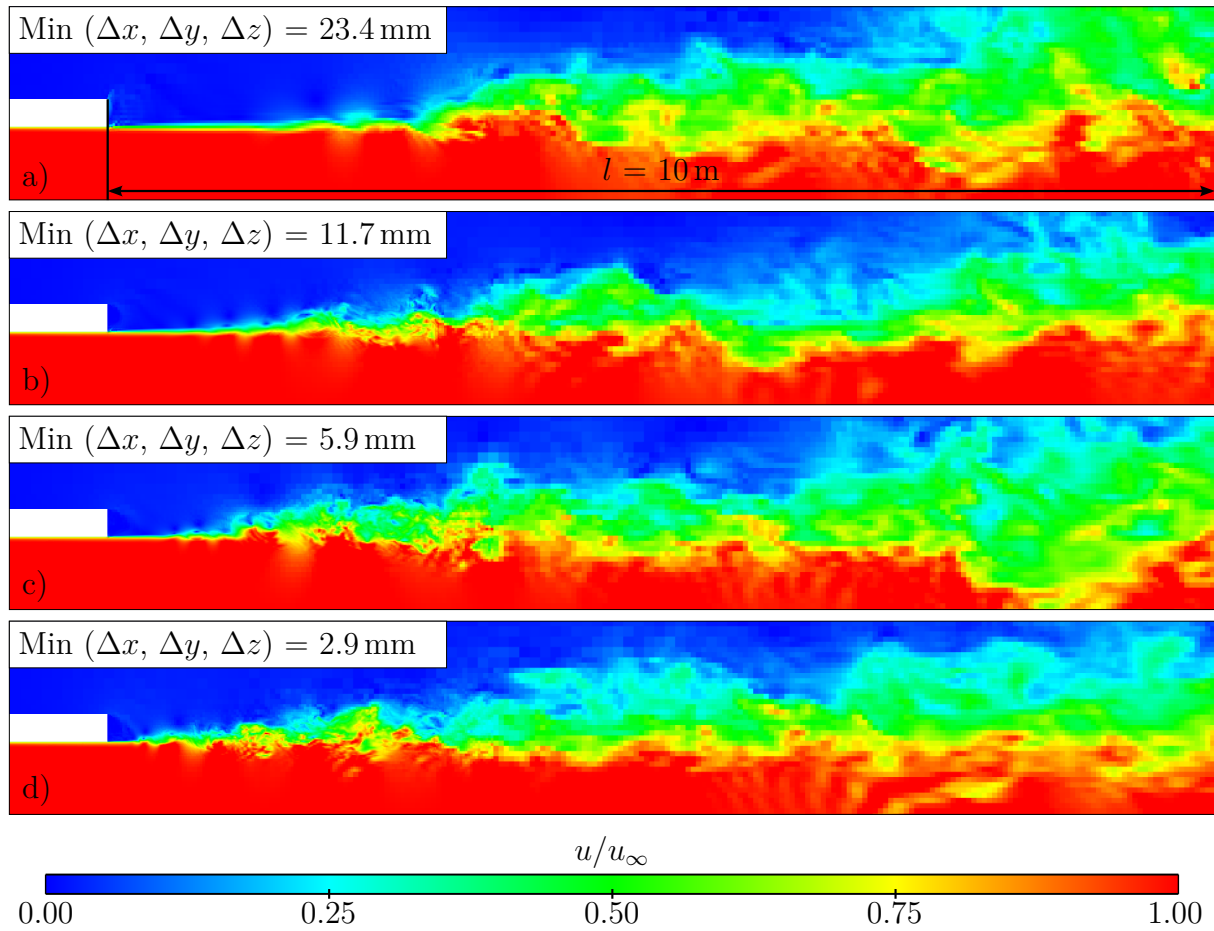 Min (Δx, Δy, Δz) = 23.4 mm
l = 10 m
a)
Min (Δx, Δy, Δz) = 11.7 mm
b)
Min (Δx, Δy, Δz) = 5.9 mm
c)
Min (Δx, Δy, Δz) = 2.9 mm
d)
u/u∞
0.00 0.25 0.50 0.75 1.00